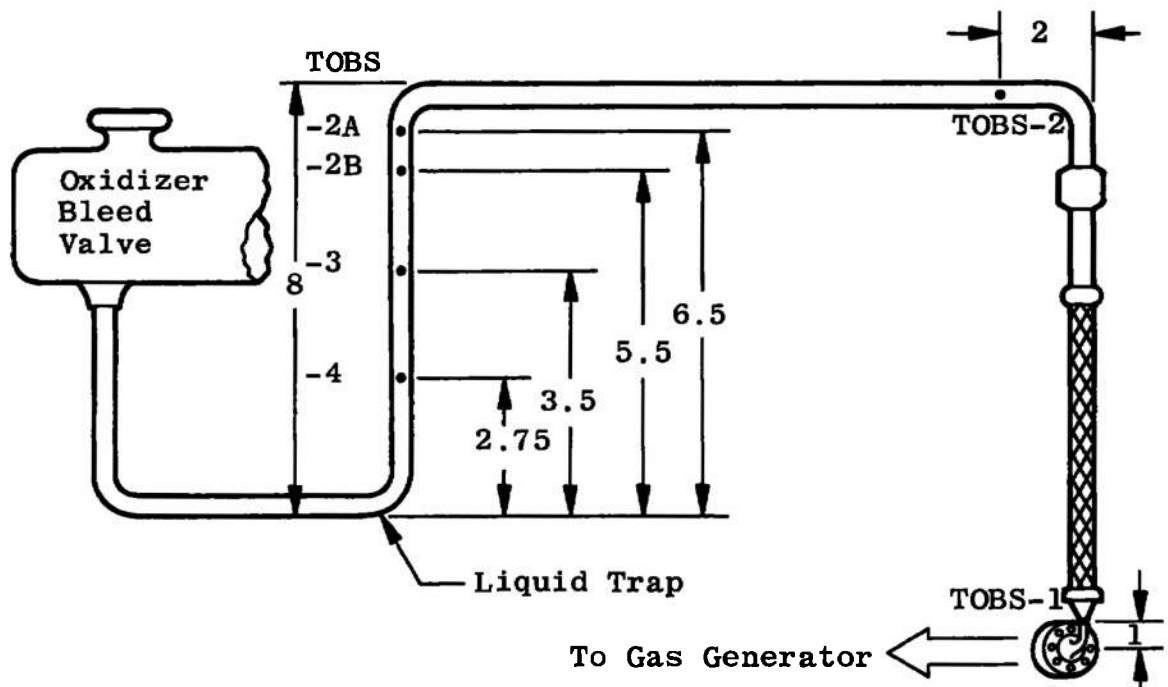 2
TOBS
-2A
-2B
-3
8
-4
TOBS-2
Oxidizer
Bleed
Valve
6.5
5.5
3.5
2.75
Liquid Trap
TOBS-1
1
To Gas Generator